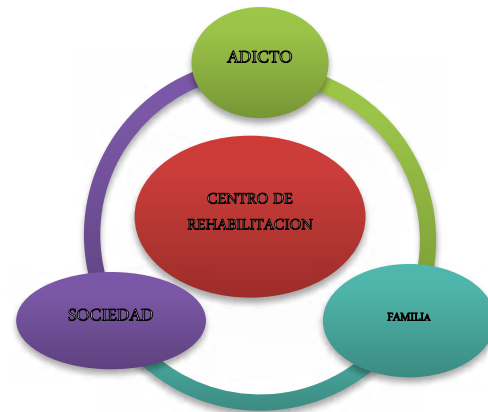 ADICTO
CENTRO DE
REHABILITACION
SOCIEDAD
FAMILIA